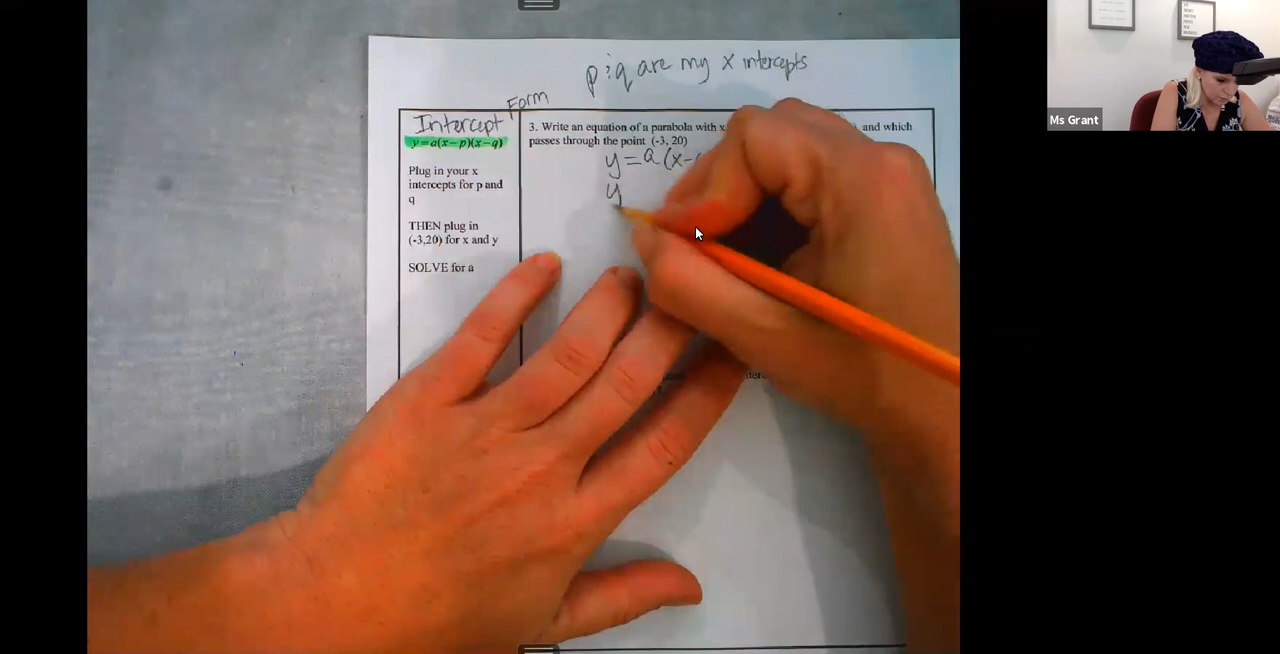 p & q are my x intercepts
Form
Intercept
y=a(x-p)(x-q)
Plug in your x
intercepts for p and
q
THEN plug in
(-3,20) for x and y
SOLVE for a
3. Write an equation of a parabola with x
and which
passes through the point (-3, 20)
y=a(x-
y
Ms Grant